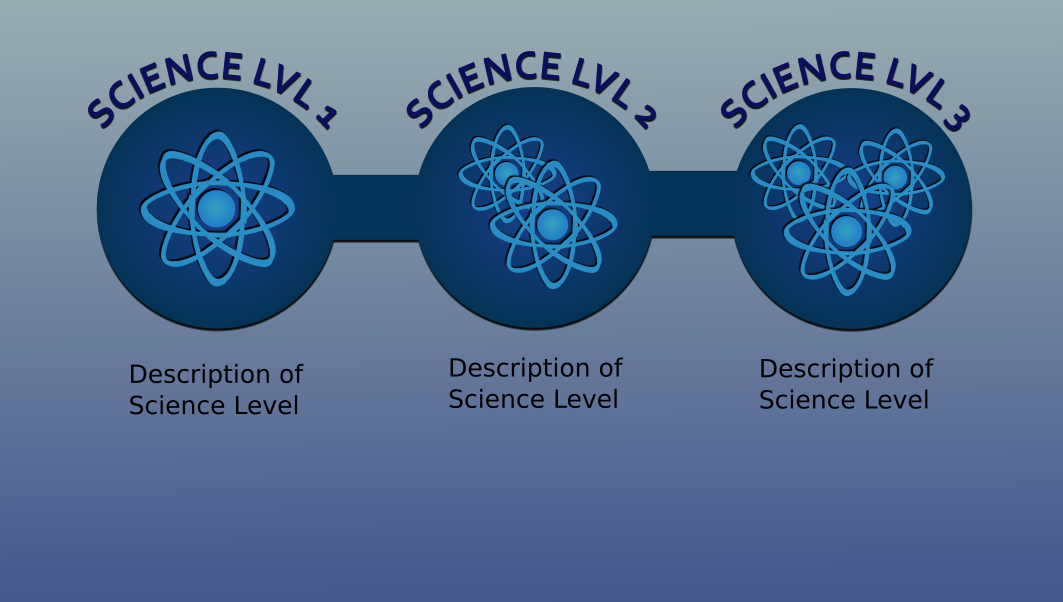 SCIENCE LVL 1
SCIENCE LVL 2
SCIENCE LVL 3
Description of
Science Level
Description of
Science Level
Description of
Science Level